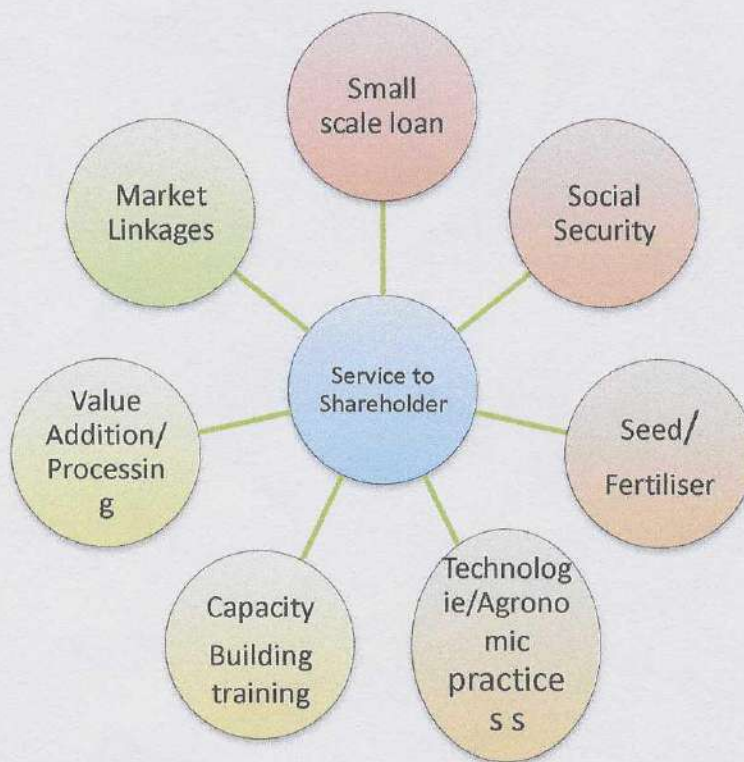 Small
scale loan
Social
Security
Seed/
Fertiliser
Technolog
ie/Agrono
mic
practice
s s
Capacity
Building
training
Value
Addition/
Processin
g
Market
Linkages
Service to
Shareholder